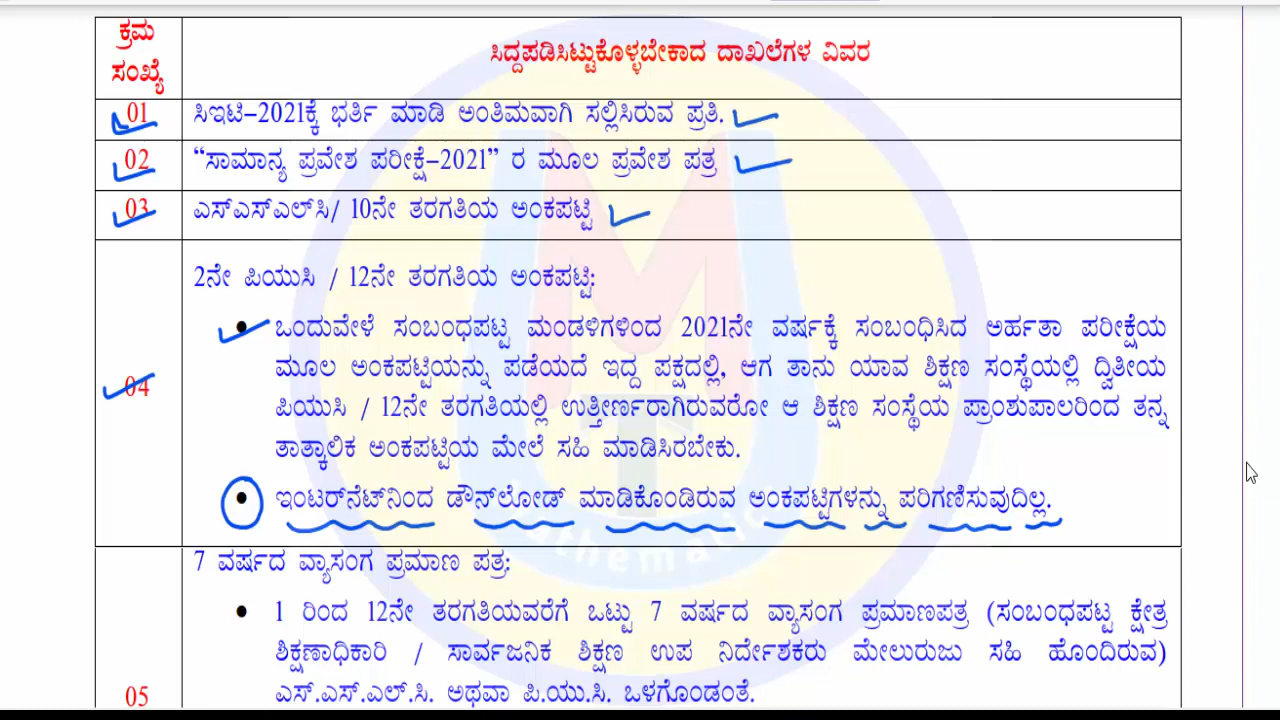 ಕ್ರಮ
ಸಂಖ್ಯೆ
ಸಿದ್ದಪಡಿಸಿಟ್ಟುಕೊಳ್ಳಬೇಕಾದ ದಾಖಲೆಗಳ ವಿವರ
01 ಸಿಇಟಿ–2021ಕ್ಕೆ ಭರ್ತಿ ಮಾಡಿ ಅಂತಿಮವಾಗಿ ಸಲ್ಲಿಸಿರುವ ಪ್ರತಿ.
02 “ಸಾಮಾನ್ಯ ಪ್ರವೇಶ ಪರೀಕ್ಷೆ–2021” ರ ಮೂಲ ಪ್ರವೇಶ ಪತ್ರ
03 ಎಸ್ಎಸ್ಎಲ್‌ಸಿ/ 10ನೇ ತರಗತಿಯ ಅಂಕಪಟ್ಟಿ
2ನೇ ಪಿಯುಸಿ / 12ನೇ ತರಗತಿಯ ಅಂಕಪಟ್ಟಿ:
• ಒಂದುವೇಳೆ ಸಂಬಂಧಪಟ್ಟ ಮಂಡಳಿಗಳಿಂದ 2021ನೇ ವರ್ಷಕ್ಕೆ ಸಂಬಂಧಿಸಿದ ಅರ್ಹತಾ ಪರೀಕ್ಷೆಯ
ಮೂಲ ಅಂಕಪಟ್ಟಿಯನ್ನು ಪಡೆಯದೆ ಇದ್ದ ಪಕ್ಷದಲ್ಲಿ, ಆಗ ತಾನು ಯಾವ ಶಿಕ್ಷಣ ಸಂಸ್ಥೆಯಲ್ಲಿ ದ್ವಿತೀಯ
04
ಪಿಯುಸಿ / 12ನೇ ತರಗತಿಯಲ್ಲಿ ಉತ್ತೀರ್ಣರಾಗಿರುವರೋ ಆ ಶಿಕ್ಷಣ ಸಂಸ್ಥೆಯ ಪ್ರಾಂಶುಪಾಲರಿಂದ ತನ್ನ
ತಾತ್ಕಾಲಿಕ ಅಂಕಪಟ್ಟಿಯ ಮೇಲೆ ಸಹಿ ಮಾಡಿಸಿರಬೇಕು.
• ಇಂಟರ್‌ನೆಟ್‌ನಿಂದ ಡೌನ್‌ಲೋಡ್ ಮಾಡಿಕೊಂಡಿರುವ ಅಂಕಪಟ್ಟಿಗಳನ್ನು ಪರಿಗಣಿಸುವುದಿಲ್ಲ.
7 ವರ್ಷದ ವ್ಯಾಸಂಗ ಪ್ರಮಾಣ ಪತ್ರ:
• 1 ರಿಂದ 12ನೇ ತರಗತಿಯವರೆಗೆ ಒಟ್ಟು 7 ವರ್ಷದ ವ್ಯಾಸಂಗ ಪ್ರಮಾಣಪತ್ರ (ಸಂಬಂಧಪಟ್ಟ ಕ್ಷೇತ್ರ
ಶಿಕ್ಷಣಾಧಿಕಾರಿ / ಸಾರ್ವಜನಿಕ ಶಿಕ್ಷಣ ಉಪ ನಿರ್ದೇಶಕರು ಮೇಲುರುಜು ಸಹಿ ಹೊಂದಿರುವ)
05 ಎಸ್.ಎಸ್.ಎಲ್.ಸಿ. ಅಥವಾ ಪಿ.ಯು.ಸಿ. ಒಳಗೊಂಡಂತೆ.